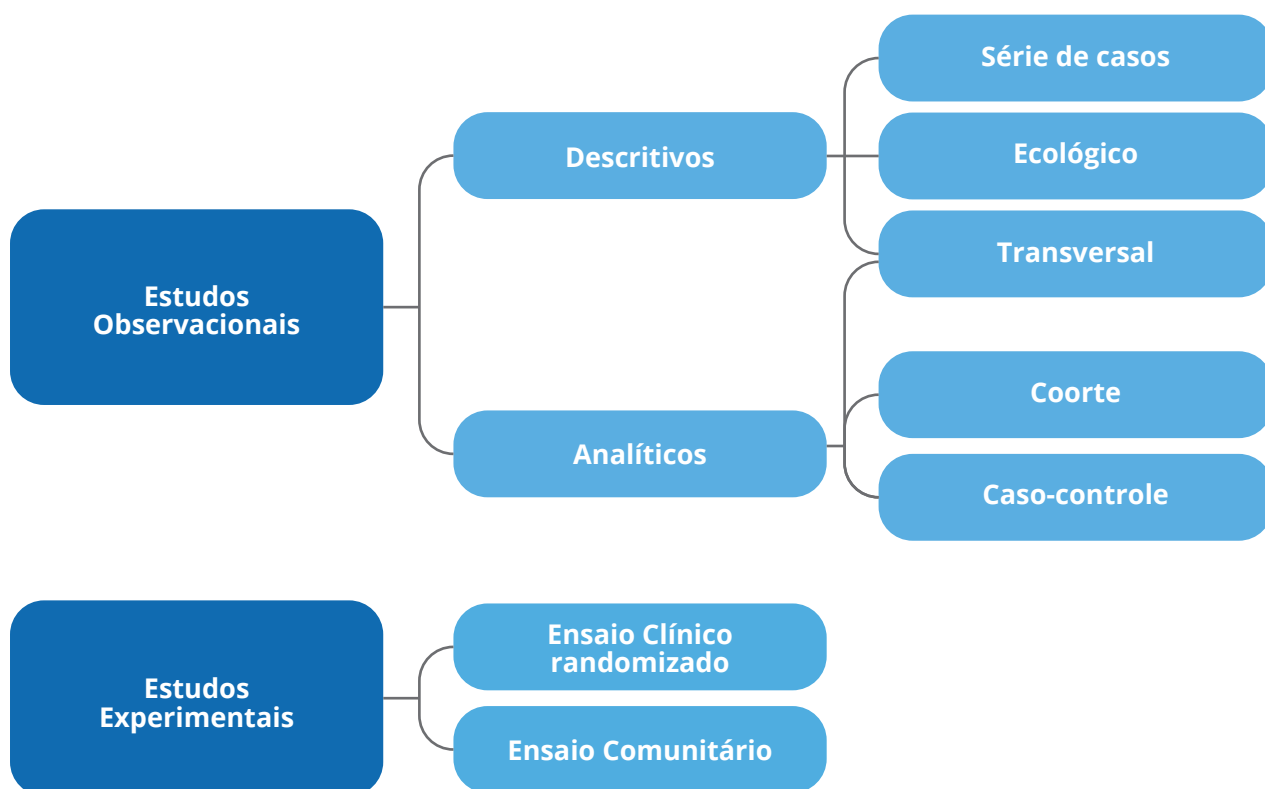 Estudos
Observacionais
Descritivos
Série de casos
Ecológico
Transversal
Analíticos
Coorte
Caso-controle
Estudos
Experimentais
Ensaio Clínico
randomizado
Ensaio Comunitário